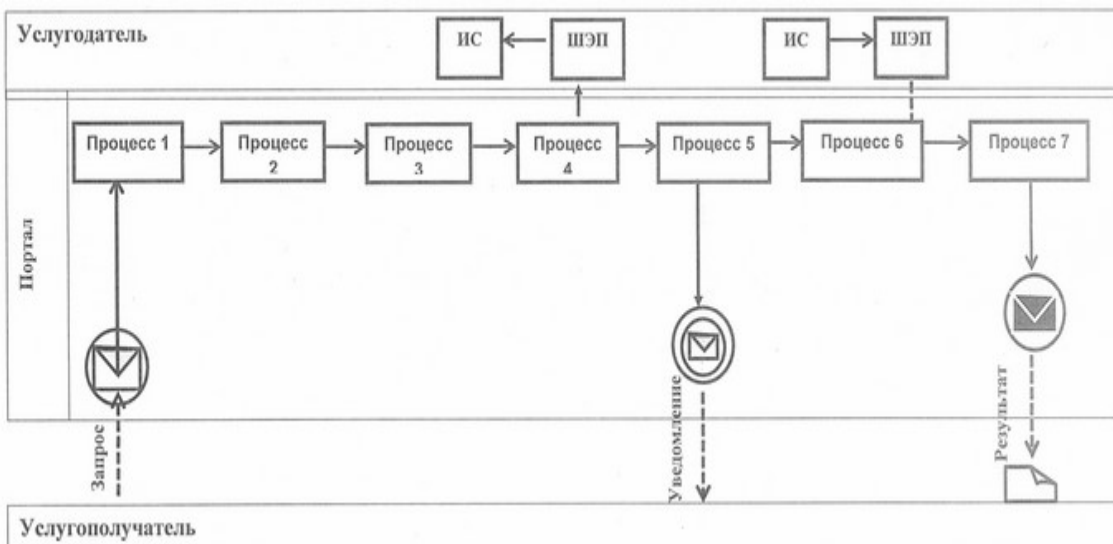 Услугодатель
ИС
ШЭП
ИС
ШЭП
Портал
Процесс 1
Процесс
2
Процесс
3
Процесс
4
Процесс 5
Процесс 6
Процесс 7
Запрос
Уведомление
Результат
Услугополучатель